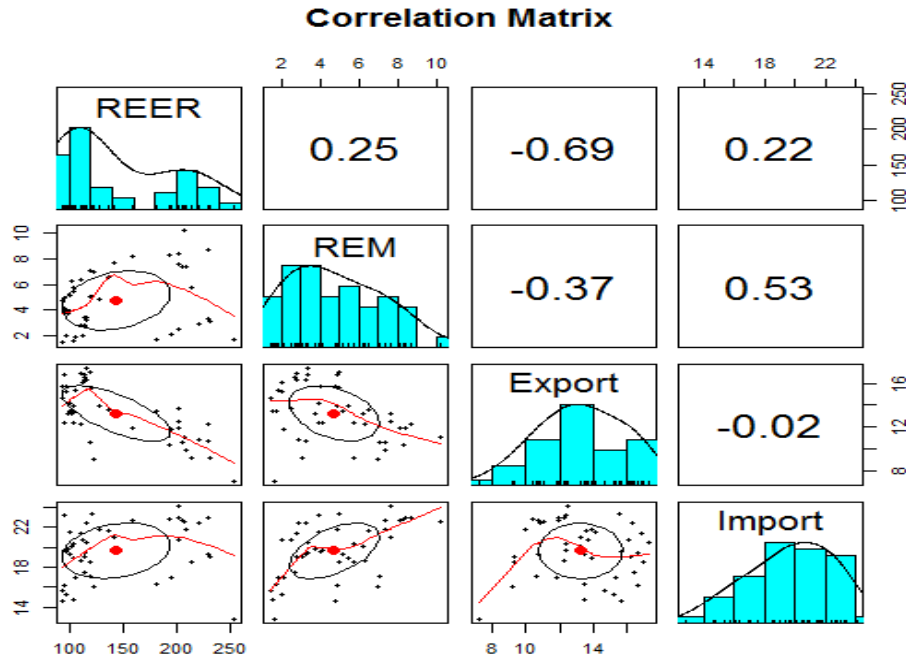 Correlation Matrix
2 4 6 8 10
14 18 22
REER
0.25
-0.69
0.22
100 150 200 250
2 4 6 8 10
REM
-0.37
0.53
Export
-0.02
8 12 16
14 18 22
Import
100 150 200 250
8 10 14